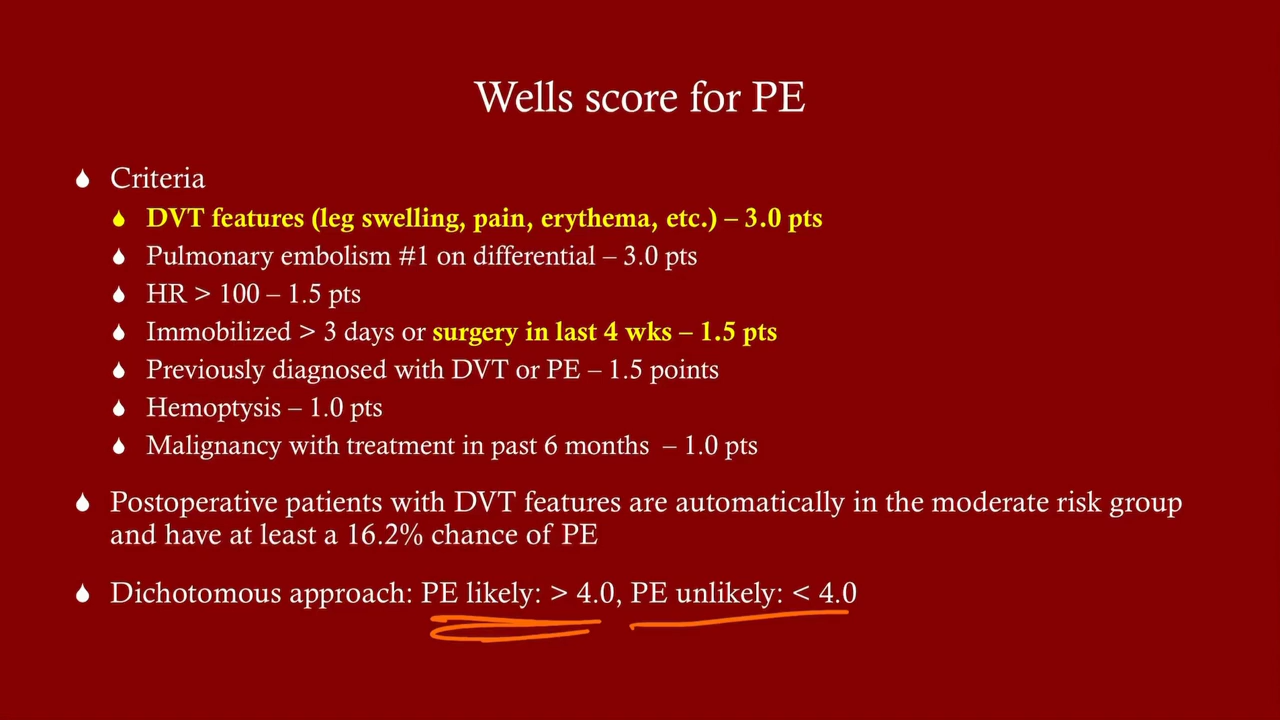 Wells score for PE
Criteria
DVT features (leg swelling, pain, erythema, etc.) – 3.0 pts
Pulmonary embolism #1 on differential – 3.0 pts
HR > 100 – 1.5 pts
Immobilized > 3 days or surgery in last 4 wks – 1.5 pts
Previously diagnosed with DVT or PE – 1.5 points
Hemoptysis – 1.0 pts
Malignancy with treatment in past 6 months – 1.0 pts
Postoperative patients with DVT features are automatically in the moderate risk group
and have at least a 16.2% chance of PE
Dichotomous approach: PE likely: > 4.0, PE unlikely: < 4.0